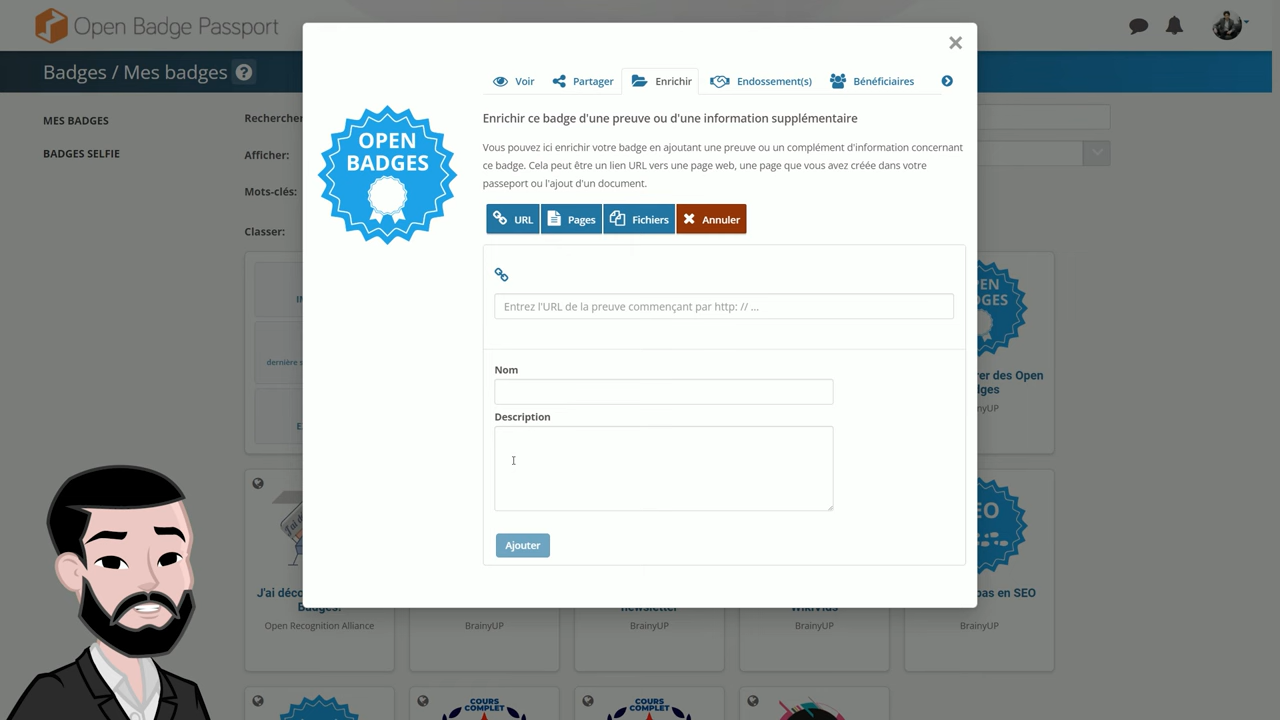 Open Badge Passport
Badges / Mes badges ?
MES BADGES
BADGES SELFIE
Afficher:
Mots-clés:
Classer:
Voir
Partager
Enrichir
Endossement(s)
Bénéficiaires
OPEN
BADGES
Enrichir ce badge d'une preuve ou d'une information supplémentaire
Vous pouvez ici enrichir votre badge en ajoutant une preuve ou un complément d'information concernant
ce badge. Cela peut être un lien URL vers une page web, une page que vous avez créée dans votre
passeport ou l'ajout d'un document.
URL
Pages
Fichiers
Annuler
Entrez l'URL de la preuve commençant par http: // ...
Nom
Description
Ajouter
dernière
des Open
Open Recognition Alliance
newsletter
BrainyUP
BrainyUP
WikiVids
BrainyUP
pas en SEO
BrainyUP
COURS
COMPLET
COURS
COMPLET